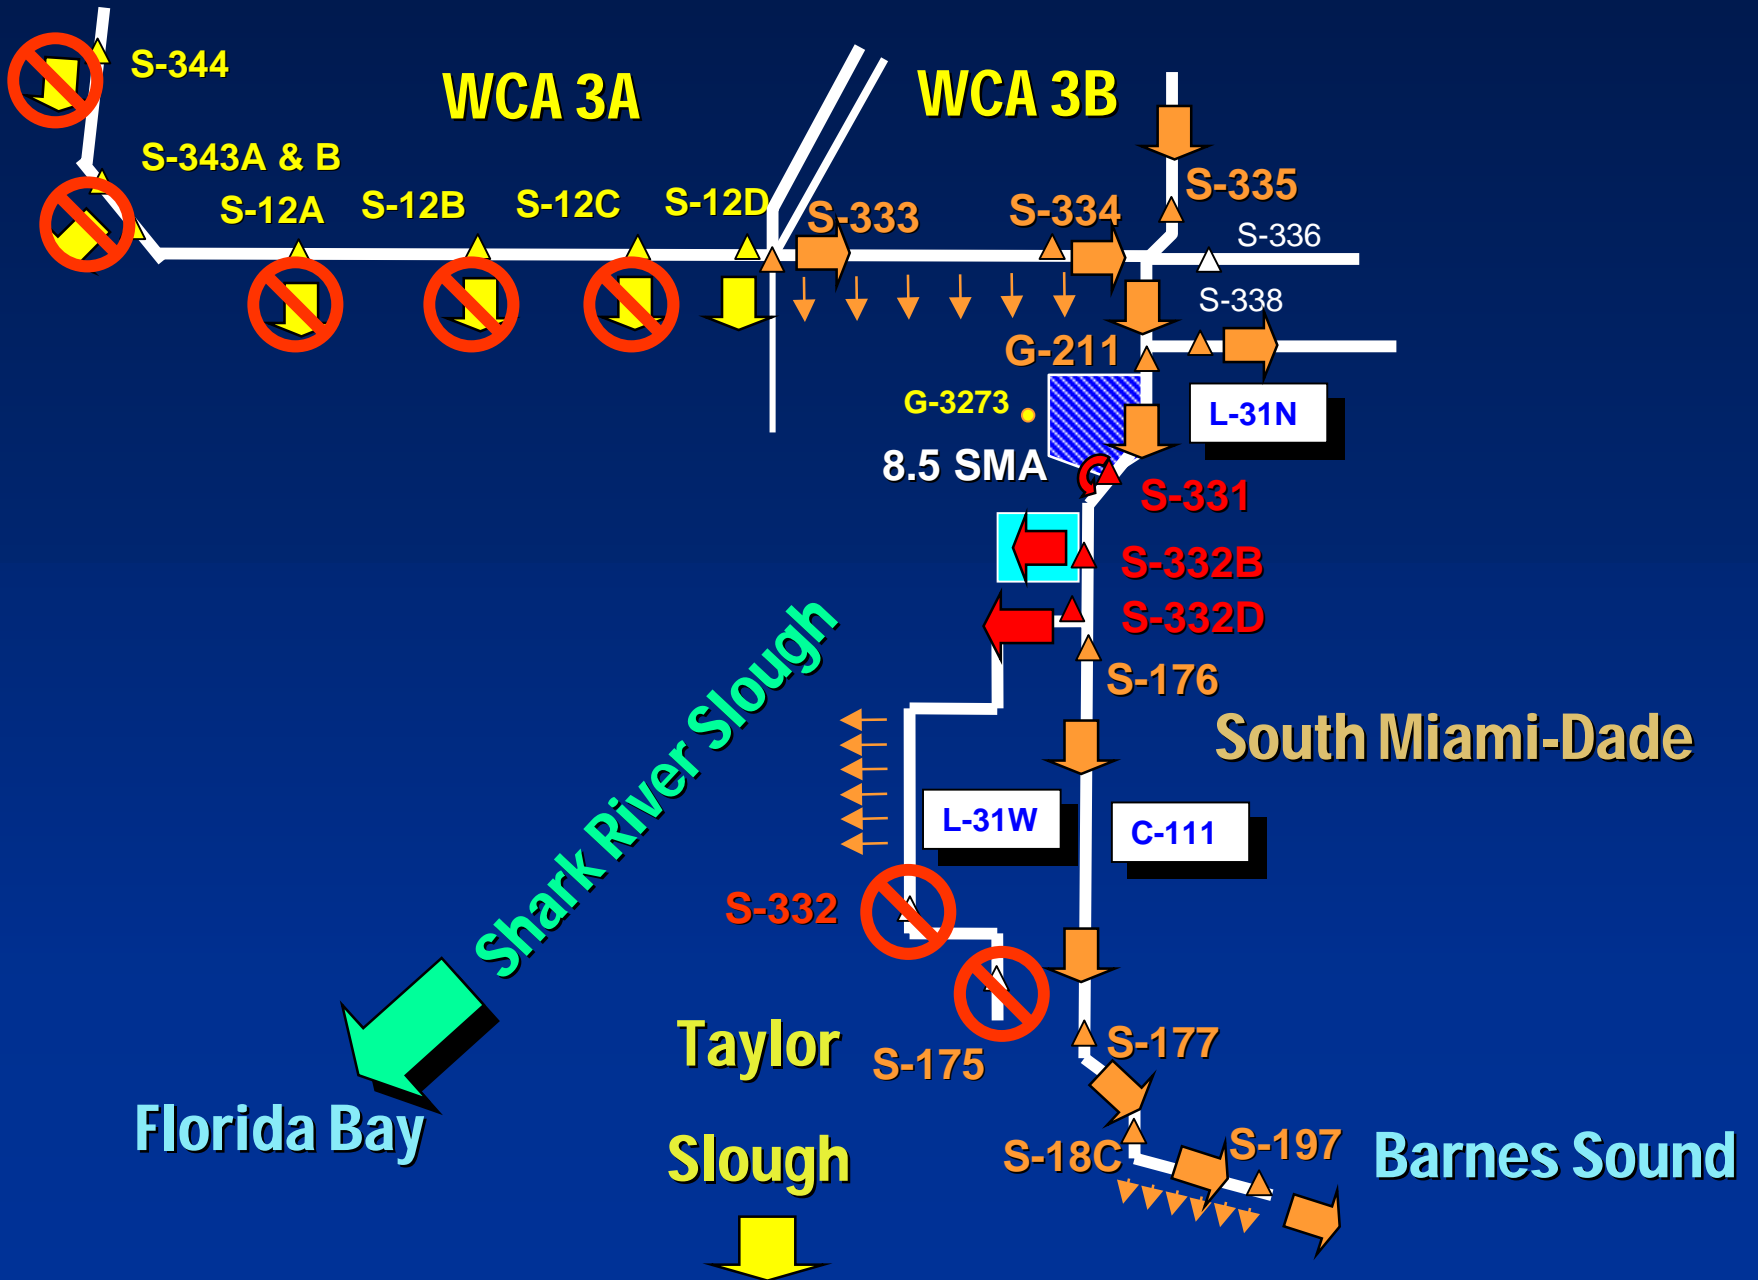 S-344
WCA 3A
WCA 3B
S-343A & B
S-12A
S-12B
S-12C
S-12D
S-333
S-334
S-335
S-336
S-338
G-211
G-3273
L-31N
8.5 SMA
S-331
S-332B
S-332D
S-176
Shark River Slough
South Miami-Dade
L-31W
C-111
S-332
Taylor
S-175
S-177
Florida Bay
Slough
S-18C
S-197
Barnes Sound